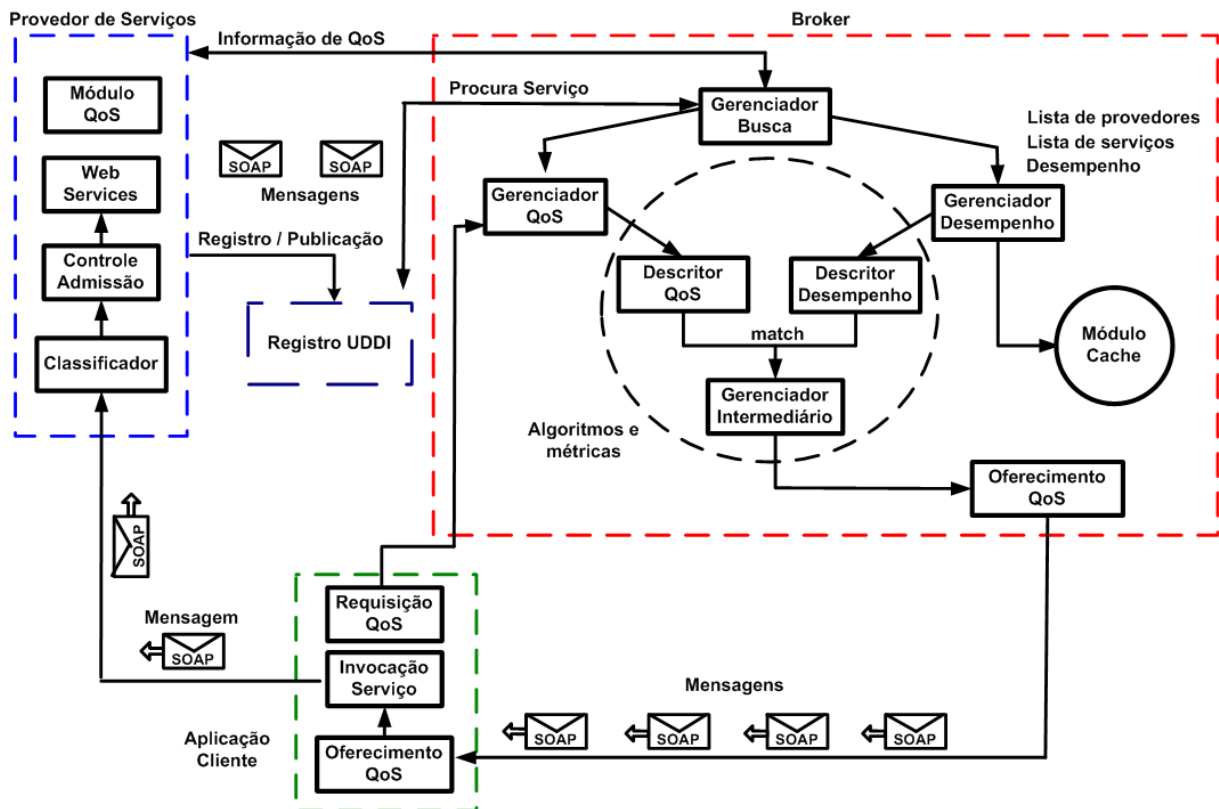 Provedor de Serviços
Broker
Informação de QoS
Módulo
QoS
Procura Serviço
Gerenciador
Busca
Lista de provedores
Lista de serviços
Desempenho
SOAP
SOAP
Mensagens
Web
Services
Gerenciador
QoS
Gerenciador
Desempenho
Registro / Publicação
Controle
Admissão
Descritor
QoS
Descritor
Desempenho
Registro UDDI
match
Módulo
Cache
Classificador
Gerenciador
Intermediário
Algoritmos e
métricas
Oferecimento
QoS
SOAP
Requisição
QoS
Mensagem
SOAP
Invocação
Serviço
Mensagens
SOAP
SOAP
SOAP
SOAP
Aplicação
Cliente
Oferecimento
QoS